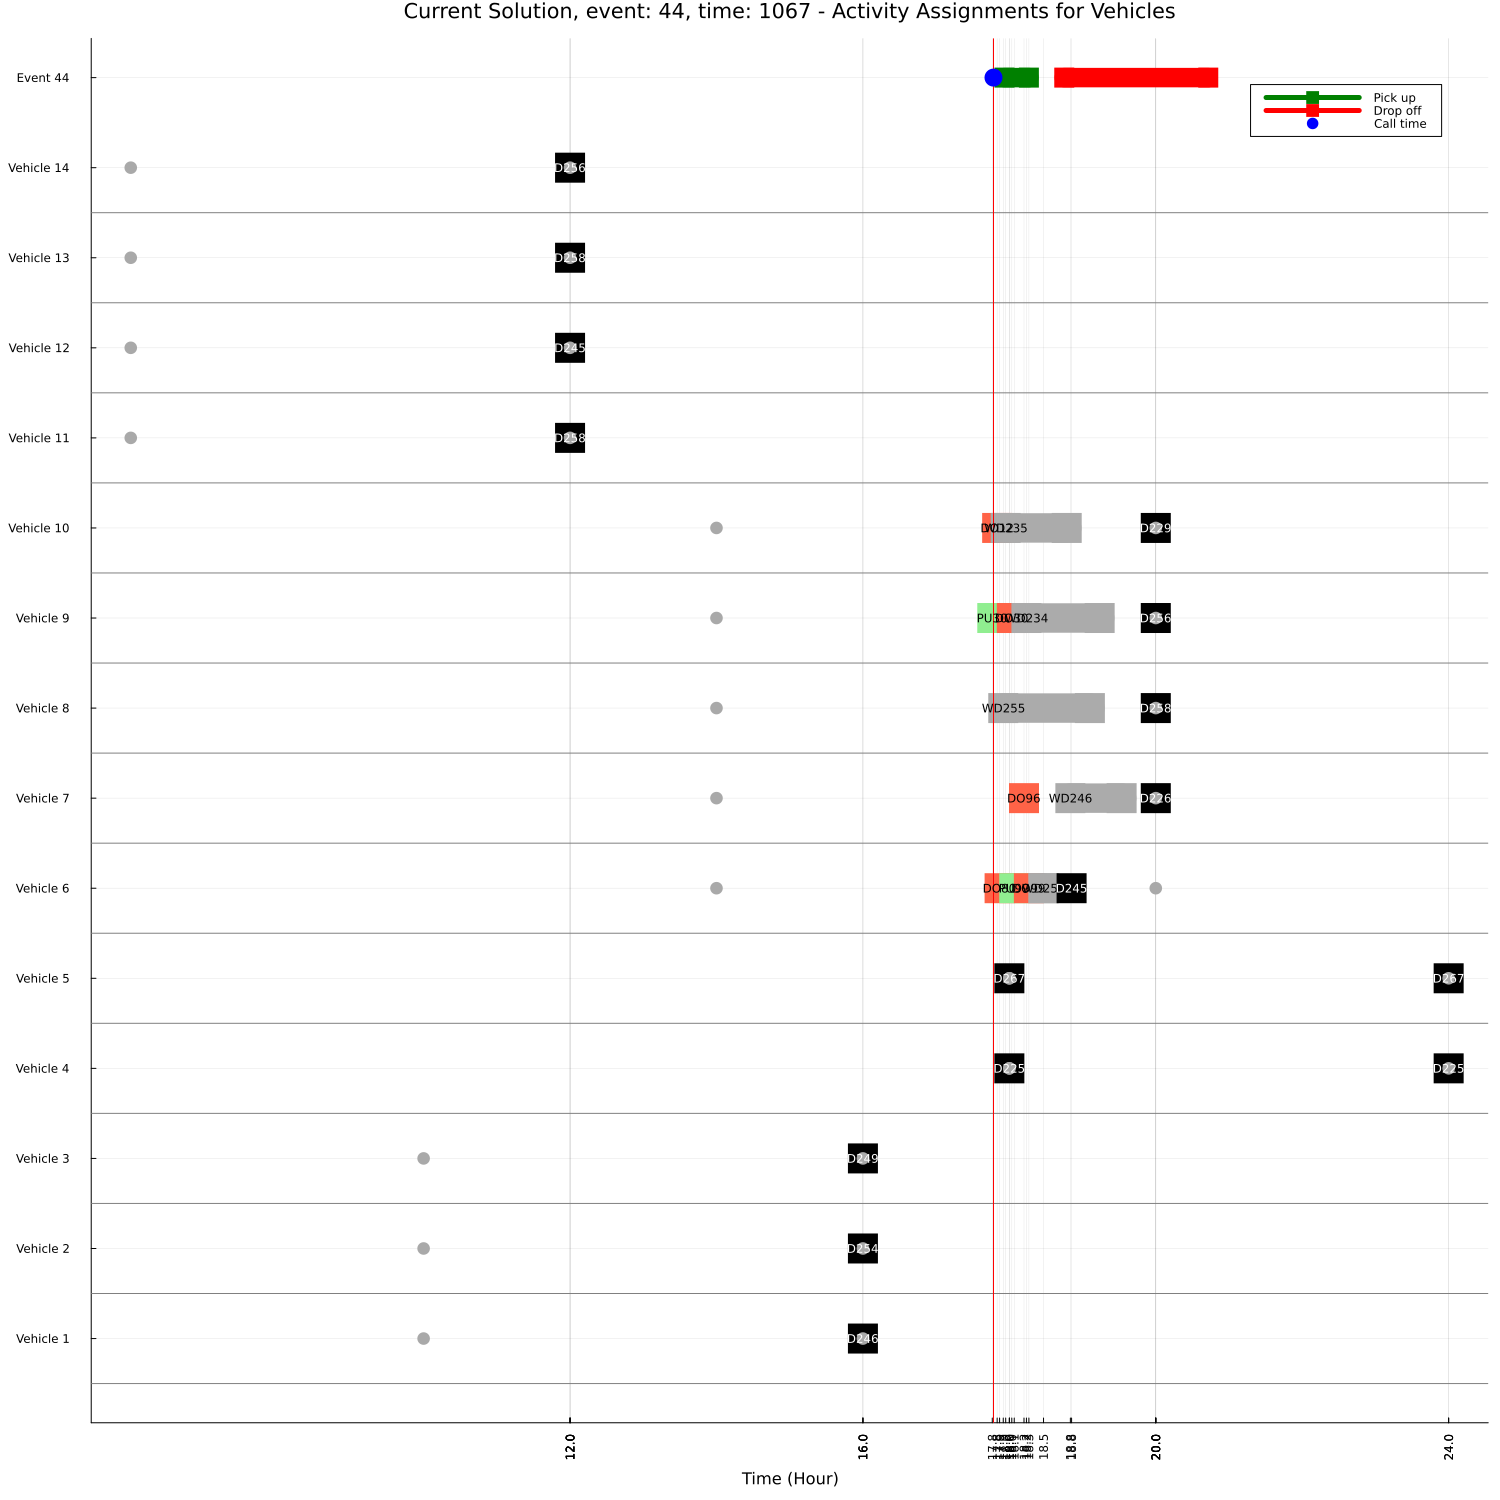 Current Solution, event: 44, time: 1067 - Activity Assignments for Vehicles
Event 44
Pick up
Drop off
Call time
Vehicle 14
D256
Vehicle 13
D258
Vehicle 12
D245
Vehicle 11
D258
Vehicle 10
D229
Vehicle 9
D256
Vehicle 8
WD255
D258
Vehicle 7
DO96
WD246
D226
Vehicle 6
D245
Vehicle 5
D267
D267
Vehicle 4
D225
D225
Vehicle 3
D249
Vehicle 2
D254
Vehicle 1
D246
12.0
16.0
17.8
18.5
18.8
20.0
24.0
Time (Hour)